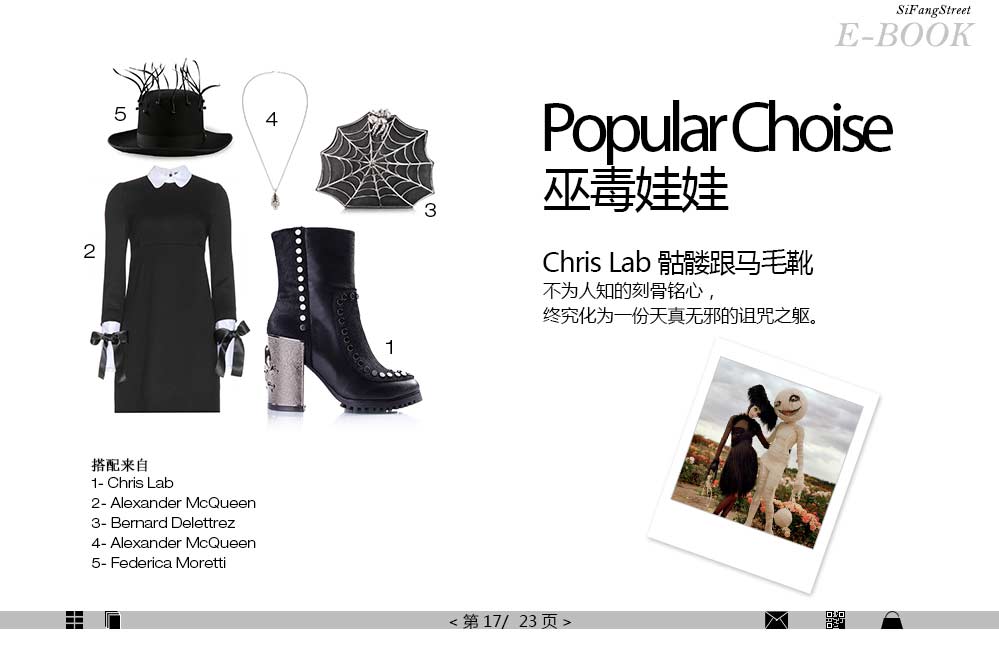 SiFangStreet
E-BOOK
Popular Choise
巫毒娃娃
Chris Lab 骷髅跟马毛靴
不为人知的刻骨铭心，
终究化为一份天真无邪的诅咒之躯。
5
4
3
2
1
搭配来自
1- Chris Lab
2- Alexander McQueen
3- Bernard Delettrez
4- Alexander McQueen
5- Federica Moretti
< 第 17/ 23 页 >